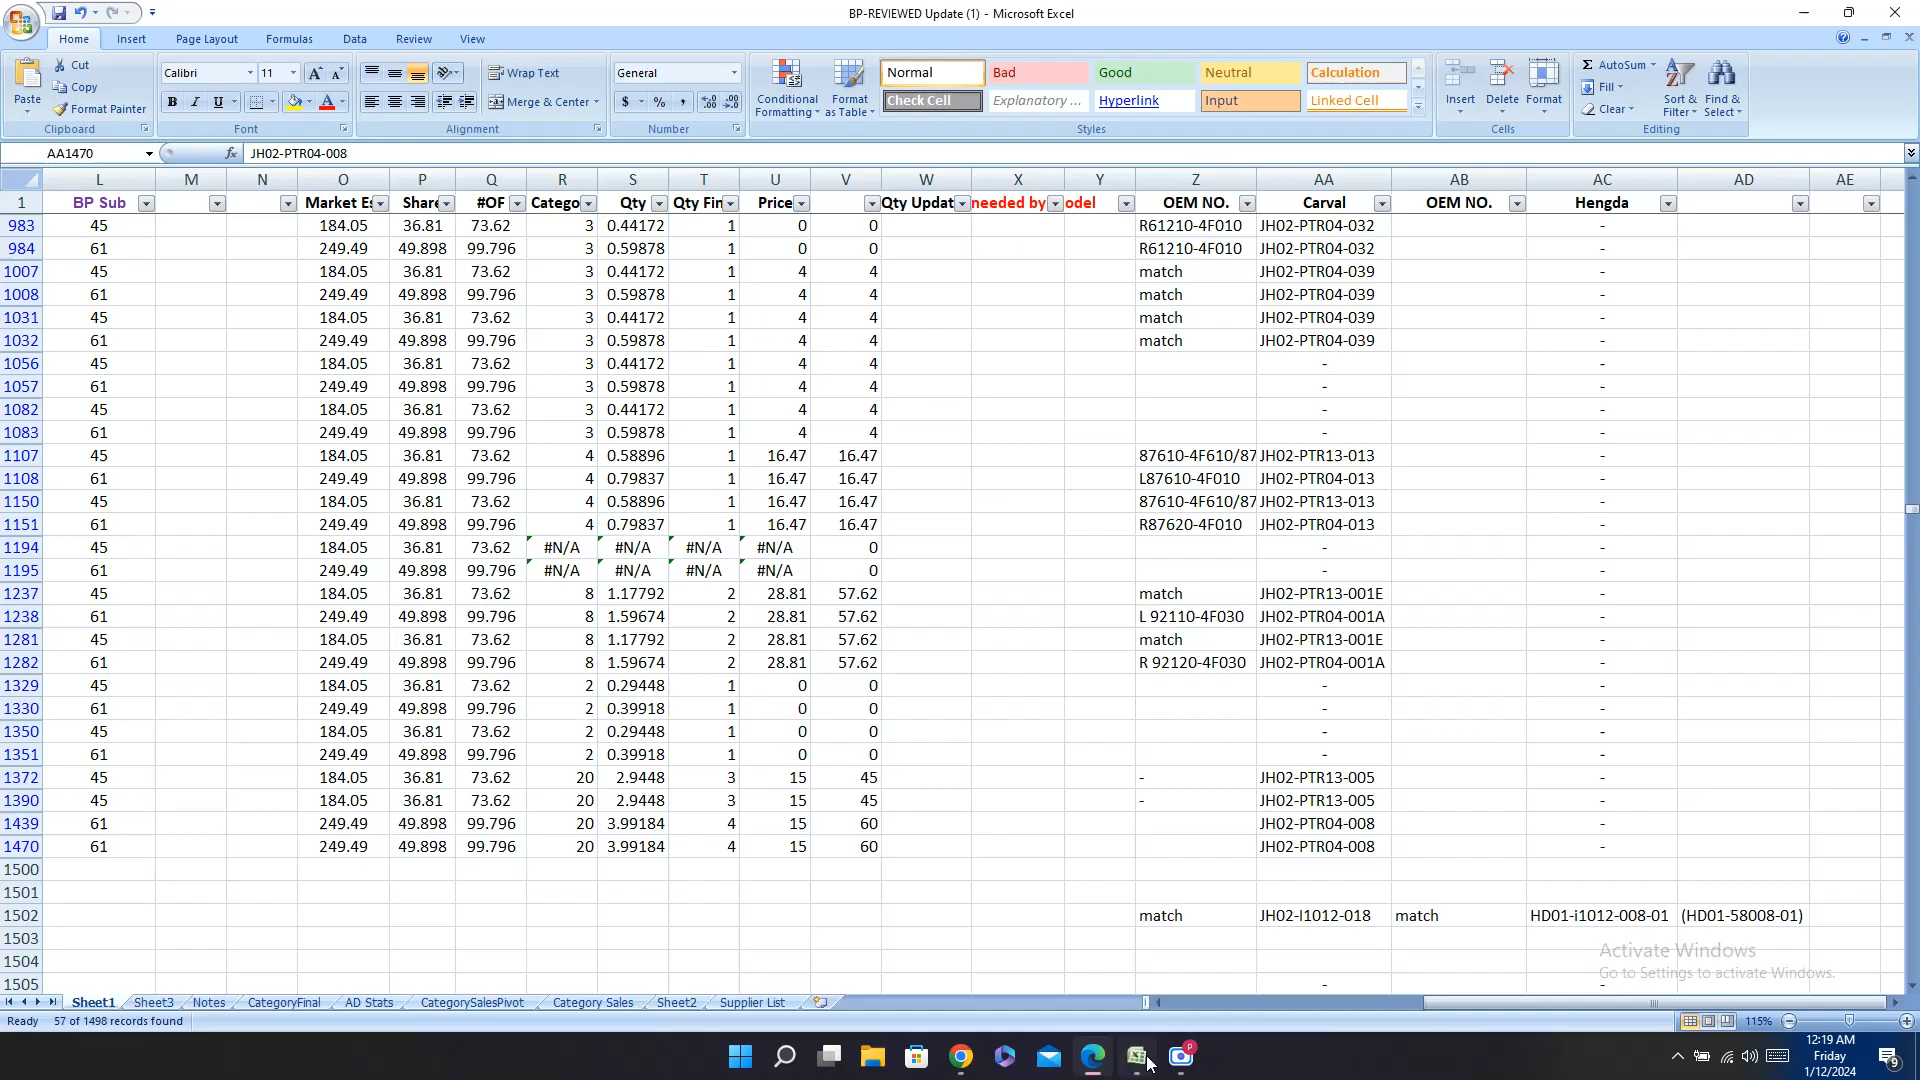 BP-REVIEWED Update (1) - Microsoft Excel
Home Insert Page Layout Formulas Data Review View
Paste Cut Copy Format Painter Clipboard
Calibri 11 B I U Font
Wrap Text Merge & Center Alignment
General $ % , Number
Conditional Formatting Format as Table Normal Bad Good Neutral Calculation
Check Cell Explanatory ... Hyperlink Input Linked Cell Styles
Insert Delete Format Cells
Σ AutoSum Fill Clear Sort & Filter Find & Select Editing
AA1470 fx JH02-PTR04-008
L M N O P Q R S T U V W X Y Z AA AB AC AD AE
1 BP Sub Market Es Share #OF Catego Qty Qty Fin Price Qty Updat needed by odel OEM NO. Carval OEM NO. Hengda
983 45 184.05 36.81 73.62 3 0.44172 1 0 0 R61210-4F010 JH02-PTR04-032 -
984 61 249.49 49.898 99.796 3 0.59878 1 0 0 R61210-4F010 JH02-PTR04-032 -
1007 45 184.05 36.81 73.62 3 0.44172 1 4 4 match JH02-PTR04-039 -
1008 61 249.49 49.898 99.796 3 0.59878 1 4 4 match JH02-PTR04-039 -
1031 45 184.05 36.81 73.62 3 0.44172 1 4 4 match JH02-PTR04-039 -
1032 61 249.49 49.898 99.796 3 0.59878 1 4 4 match JH02-PTR04-039 -
1056 45 184.05 36.81 73.62 3 0.44172 1 4 4 - -
1057 61 249.49 49.898 99.796 3 0.59878 1 4 4 - -
1082 45 184.05 36.81 73.62 3 0.44172 1 4 4 - -
1083 61 249.49 49.898 99.796 3 0.59878 1 4 4 - -
1107 45 184.05 36.81 73.62 4 0.58896 1 16.47 16.47 87610-4F610/87 JH02-PTR13-013 -
1108 61 249.49 49.898 99.796 4 0.79837 1 16.47 16.47 L87610-4F010 JH02-PTR04-013 -
1150 45 184.05 36.81 73.62 4 0.58896 1 16.47 16.47 87610-4F610/87 JH02-PTR13-013 -
1151 61 249.49 49.898 99.796 4 0.79837 1 16.47 16.47 R87620-4F010 JH02-PTR04-013 -
1194 45 184.05 36.81 73.62 #N/A #N/A #N/A #N/A 0 - -
1195 61 249.49 49.898 99.796 #N/A #N/A #N/A #N/A 0 - -
1237 45 184.05 36.81 73.62 8 1.17792 2 28.81 57.62 match JH02-PTR13-001E -
1238 61 249.49 49.898 99.796 8 1.59674 2 28.81 57.62 L 92110-4F030 JH02-PTR04-001A -
1281 45 184.05 36.81 73.62 8 1.17792 2 28.81 57.62 match JH02-PTR13-001E -
1282 61 249.49 49.898 99.796 8 1.59674 2 28.81 57.62 R 92120-4F030 JH02-PTR04-001A -
1329 45 184.05 36.81 73.62 2 0.29448 1 0 0 - -
1330 61 249.49 49.898 99.796 2 0.39918 1 0 0 - -
1350 45 184.05 36.81 73.62 2 0.29448 1 0 0 - -
1351 61 249.49 49.898 99.796 2 0.39918 1 0 0 - -
1372 45 184.05 36.81 73.62 20 2.9448 3 15 45 - JH02-PTR13-005 -
1390 45 184.05 36.81 73.62 20 2.9448 3 15 45 - JH02-PTR13-005 -
1439 61 249.49 49.898 99.796 20 3.99184 4 15 60 JH02-PTR04-008 -
1470 61 249.49 49.898 99.796 20 3.99184 4 15 60 JH02-PTR04-008 -
1500
1501
1502 match JH02-I1012-018 match HD01-i1012-008-01 (HD01-58008-01)
1503
1504
1505 - -
Activate Windows
Go to Settings to activate Windows.
Sheet1 Sheet3 Notes CategoryFinal AD Stats CategorySalesPivot Category Sales Sheet2 Supplier List
Ready 57 of 1498 records found 115%
12:19 AM
Friday
1/12/2024
P
9